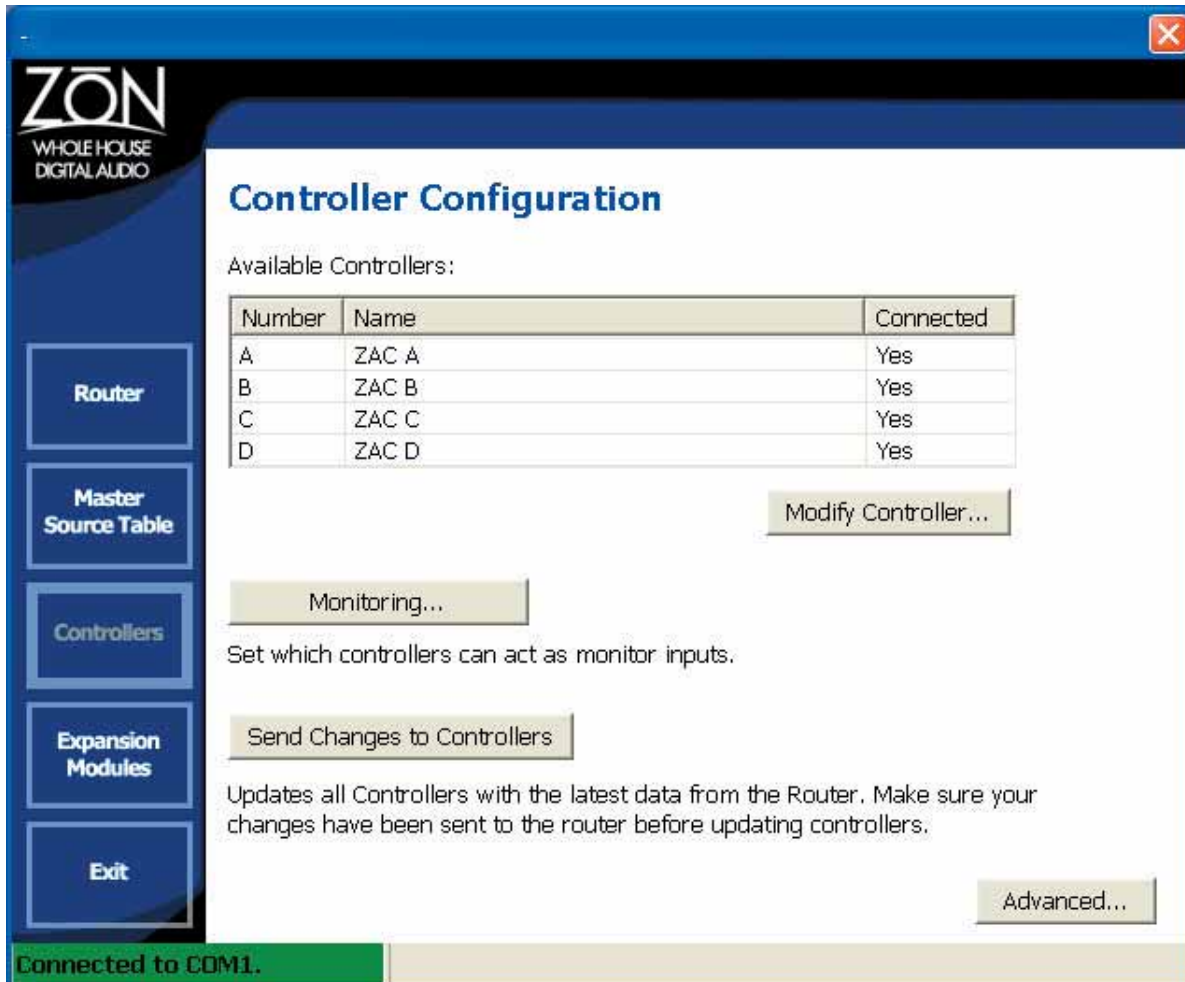 -
ZŌN
WHOLE HOUSE
DIGITAL AUDIO
Controller Configuration
Available Controllers:
Number Name Connected
A ZAC A Yes
B ZAC B Yes
C ZAC C Yes
D ZAC D Yes
Modify Controller...
Monitoring...
Set which controllers can act as monitor inputs.
Send Changes to Controllers
Updates all Controllers with the latest data from the Router. Make sure your
changes have been sent to the router before updating controllers.
Advanced...
Router
Master
Source Table
Controllers
Expansion
Modules
Exit
Connected to COM1.